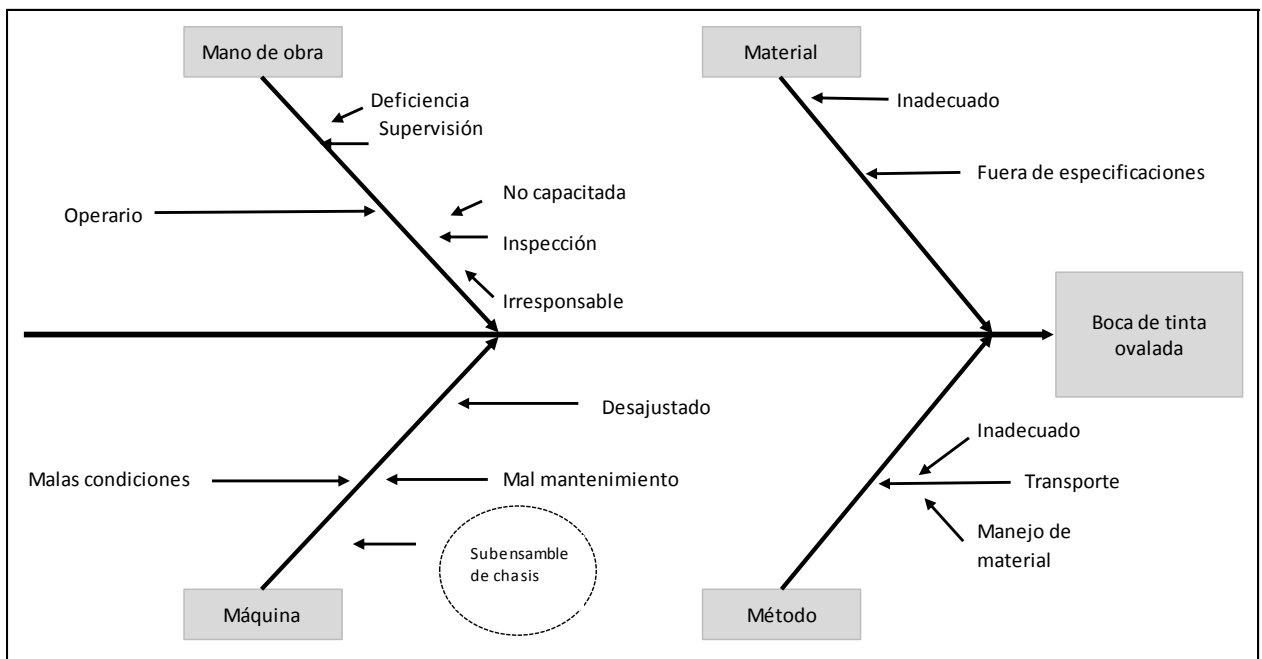 Mano de obra
Material
Deficiencia
Supervisión
Inadecuado
Fuera de especificaciones
No capacitada
Operario
Inspección
Irresponsable
Boca de tinta
ovalada
Desajustado
Inadecuado
Malas condiciones
Mal mantenimiento
Transporte
Manejo de
material
Subensamble
de chasis
Máquina
Método